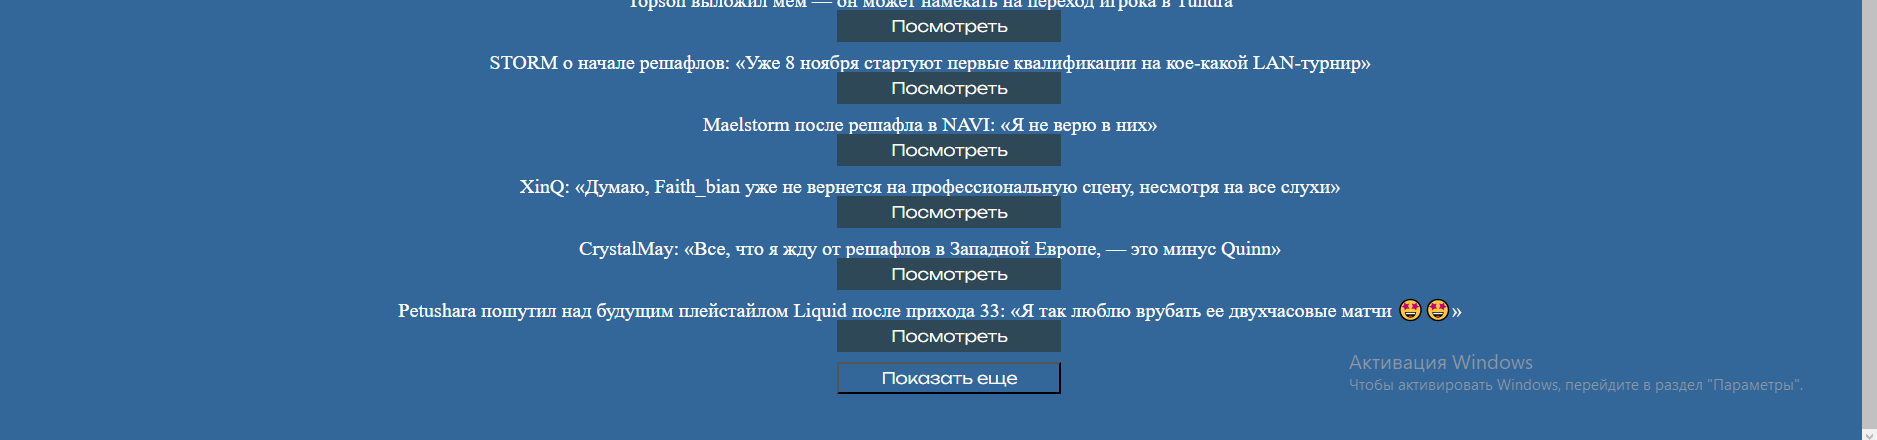 Topson выложил мем — он может намекать на переход игрока в Tundra
Посмотреть
STORM о начале решафлов: «Уже 8 ноября стартуют первые квалификации на кое-какой LAN-турнир»
Посмотреть
Maelstorm после решафла в NAVI: «Я не верю в них»
Посмотреть
XinQ: «Думаю, Faith_bian уже не вернется на профессиональную сцену, несмотря на все слухи»
Посмотреть
CrystalMay: «Все, что я жду от решафлов в Западной Европе, — это минус Quinn»
Посмотреть
Petushara пошутил над будущим плейстайлом Liquid после прихода 33: «Я так люблю врубать ее двухчасовые матчи 🤩🤩»
Посмотреть
Показать еще
Активация Windows
Чтобы активировать Windows, перейдите в раздел "Параметры".